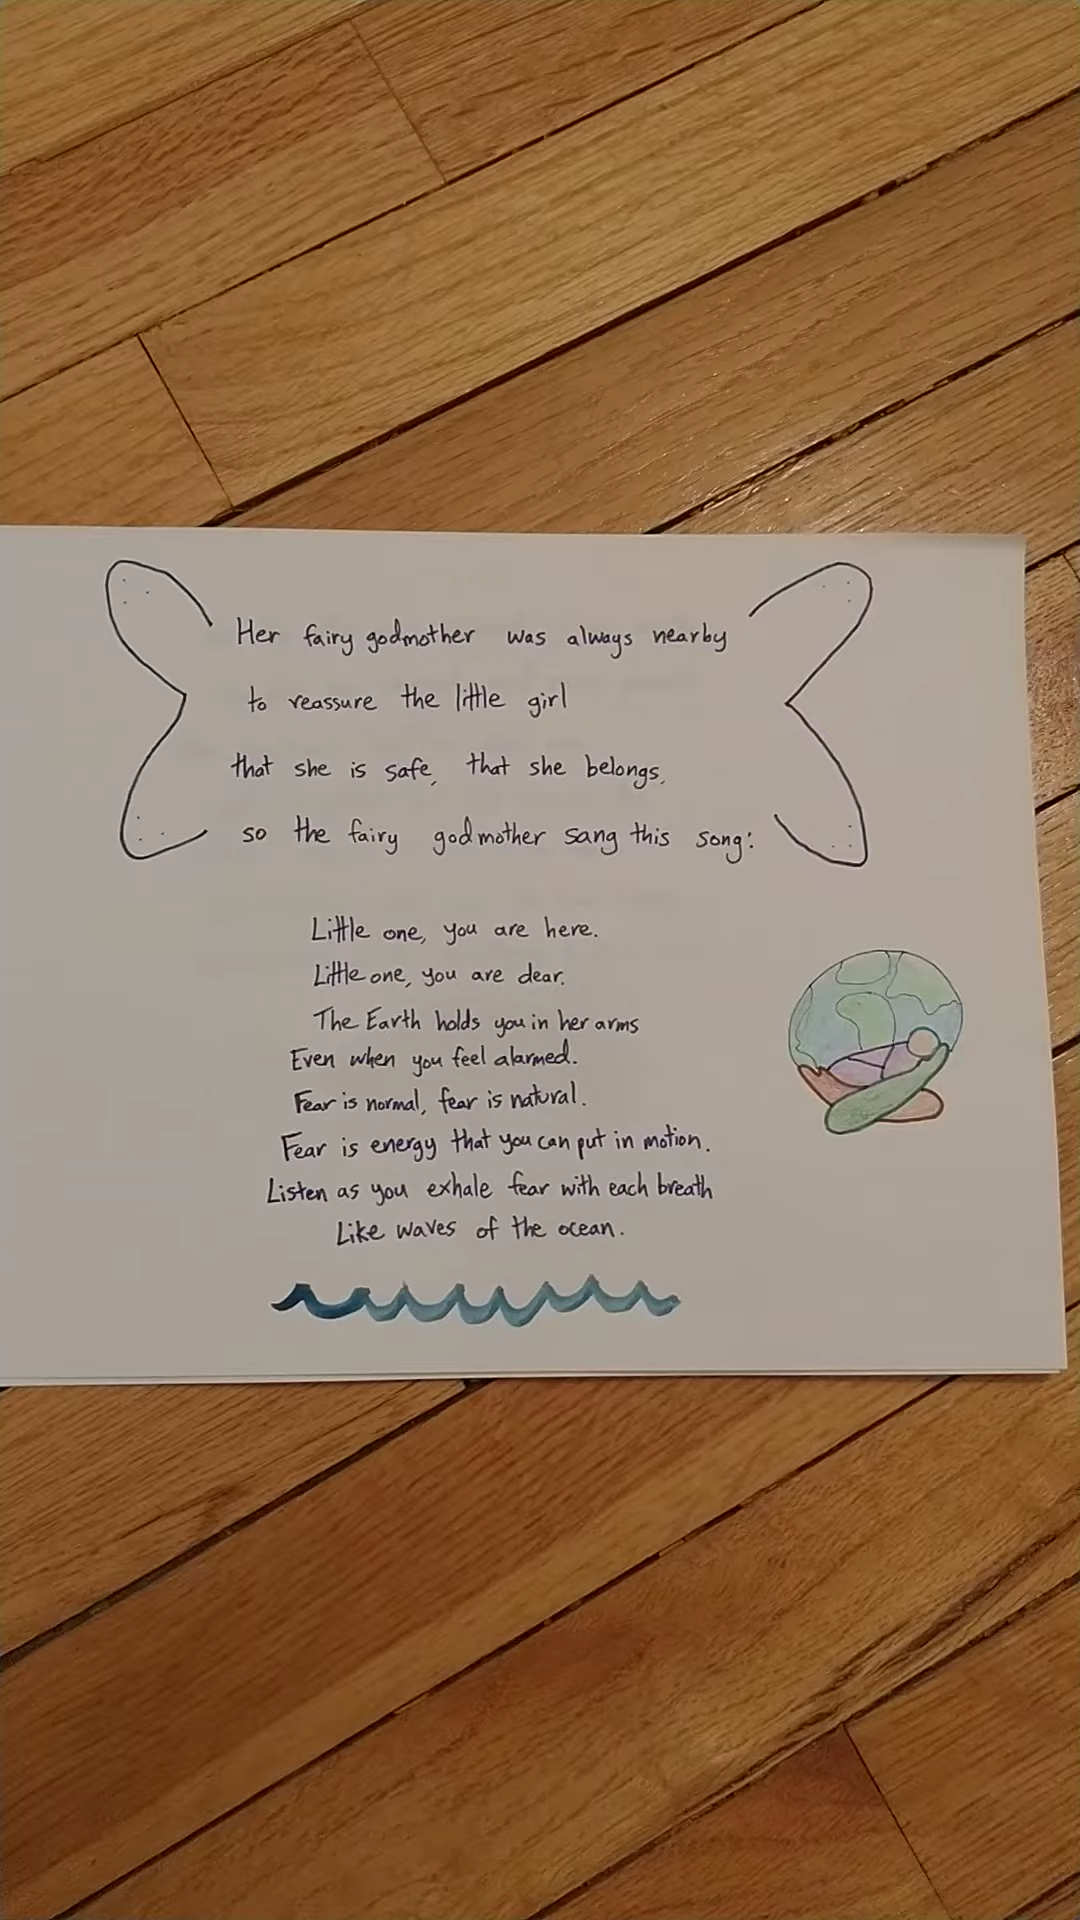 Her fairy godmother was always nearby
to reassure the little girl
that she is safe, that she belongs,
so the fairy godmother sang this song:
Little one, you are here.
Little one, you are dear.
The Earth holds you in her arms
Even when you feel alarmed.
Fear is normal, fear is natural.
Fear is energy that you can put in motion.
Listen as you exhale fear with each breath
Like waves of the ocean.